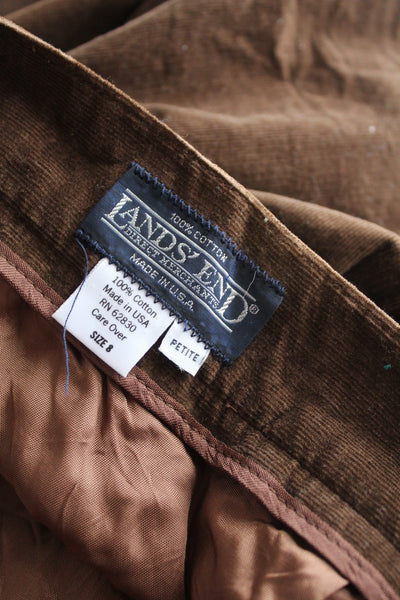 100% COTTON
LANDS' END
DIRECT MERCHANTS
MADE IN U.S.A.
100% Cotton
Made in USA
RN 62830
Care Over
SIZE 8
PETITE